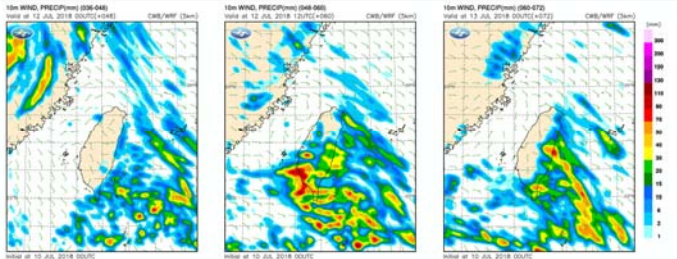 10m WIND, PRECIP(mm) (036-048)
Valid at 12 JUL 2018 00UTC(+048) CWB/WRF (3km)
Initial at 10 JUL 2018 00UTC
10m WIND, PRECIP(mm) (048-060)
Valid at 12 JUL 2018 12UTC(+060) CWB/WRF (3km)
Initial at 10 JUL 2018 00UTC
10m WIND, PRECIP(mm) (060-072)
Valid at 13 JUL 2018 00UTC(+072) CWB/WRF (3km)
Initial at 10 JUL 2018 00UTC
(mm)
300
200
130
110
90
70
50
40
30
20
15
10
6
2
1